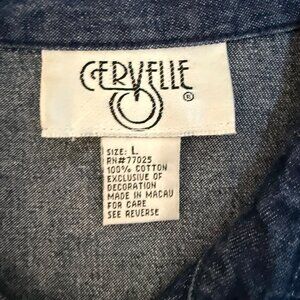 CERVELLE
®
SIZE: L
RN#77025
100% COTTON
EXCLUSIVE OF
DECORATION
MADE IN MACAU
FOR CARE
SEE REVERSE